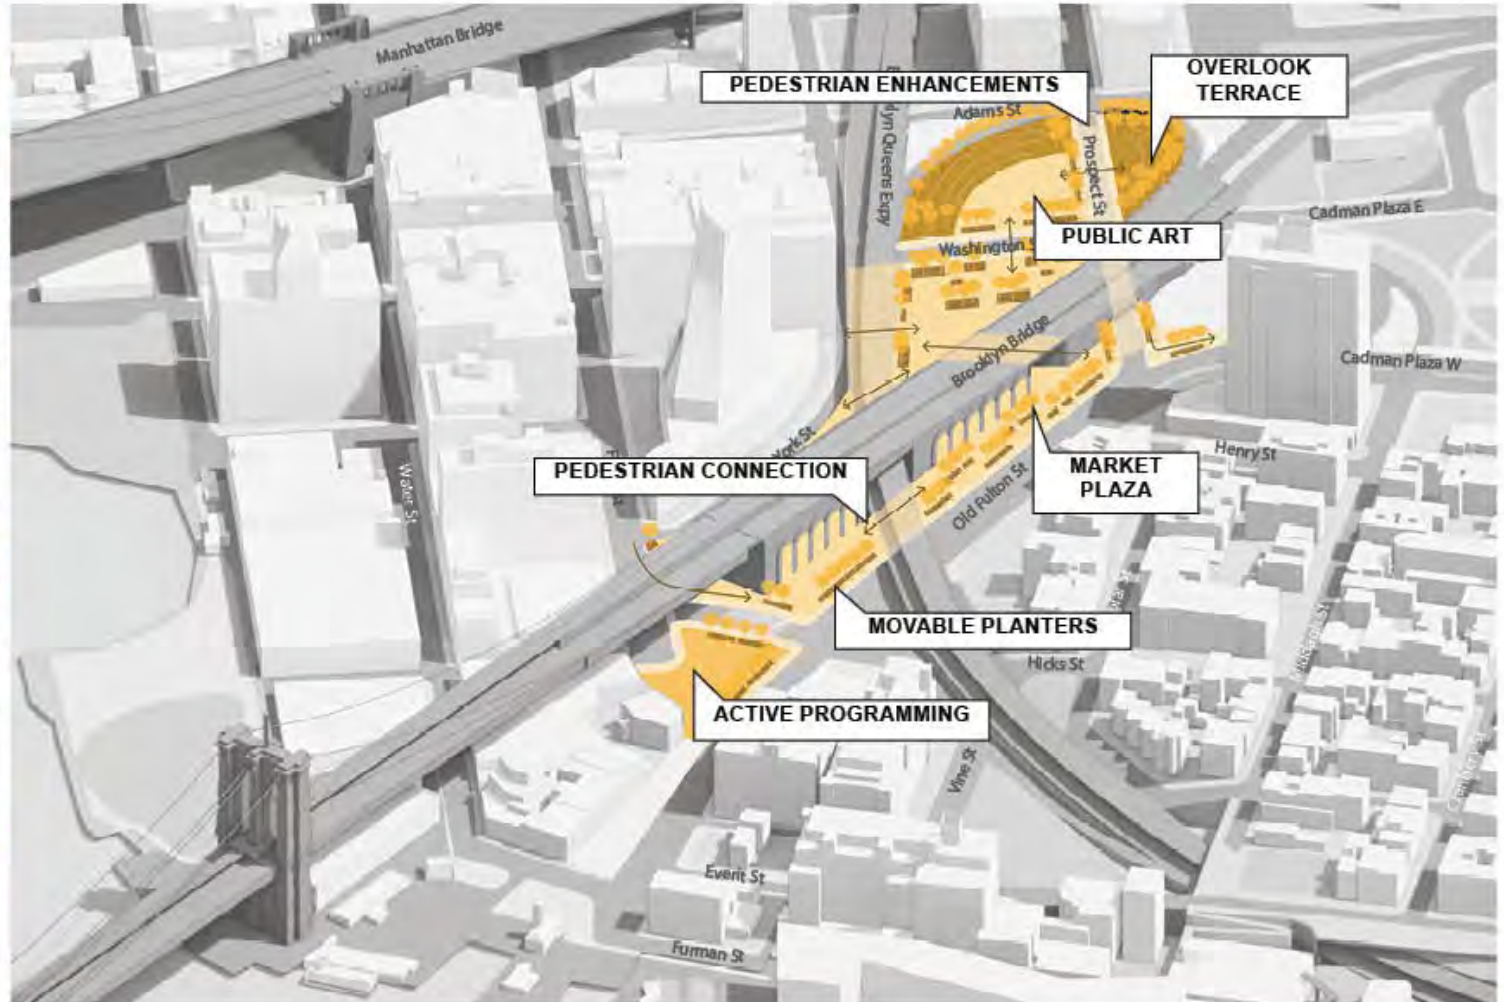 Manhattan Bridge
PEDESTRIAN ENHANCEMENTS
OVERLOOK
TERRACE
Adams St
Queens Expy
Prospect St
Cadman Plaza E
PUBLIC ART
Washington
Brooklyn Bridge
Cadman Plaza W
York St
Henry St
PEDESTRIAN CONNECTION
MARKET
PLAZA
Water St
Old Fulton St
MOVABLE PLANTERS
Hicks St
ACTIVE PROGRAMMING
Vine St
Everit St
Furman St